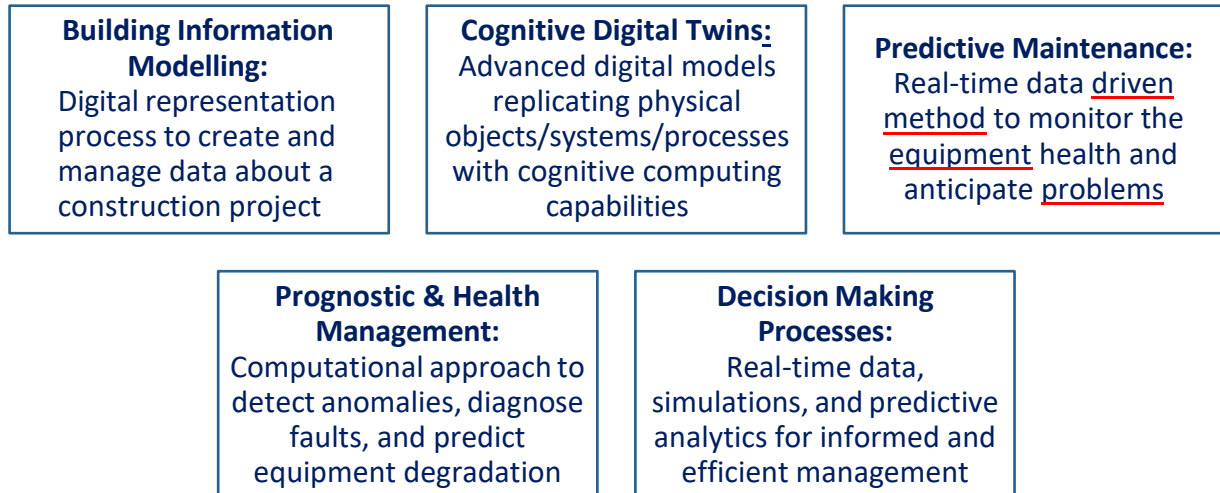 Building Information
Modelling:
Digital representation
process to create and
manage data about a
construction project
Cognitive Digital Twins:
Advanced digital models
replicating physical
objects/systems/processes
with cognitive computing
capabilities
Predictive Maintenance:
Real-time data driven
method to monitor the
equipment health and
anticipate problems
Prognostic & Health
Management:
Computational approach to
detect anomalies, diagnose
faults, and predict
equipment degradation
Decision Making
Processes:
Real-time data,
simulations, and predictive
analytics for informed and
efficient management